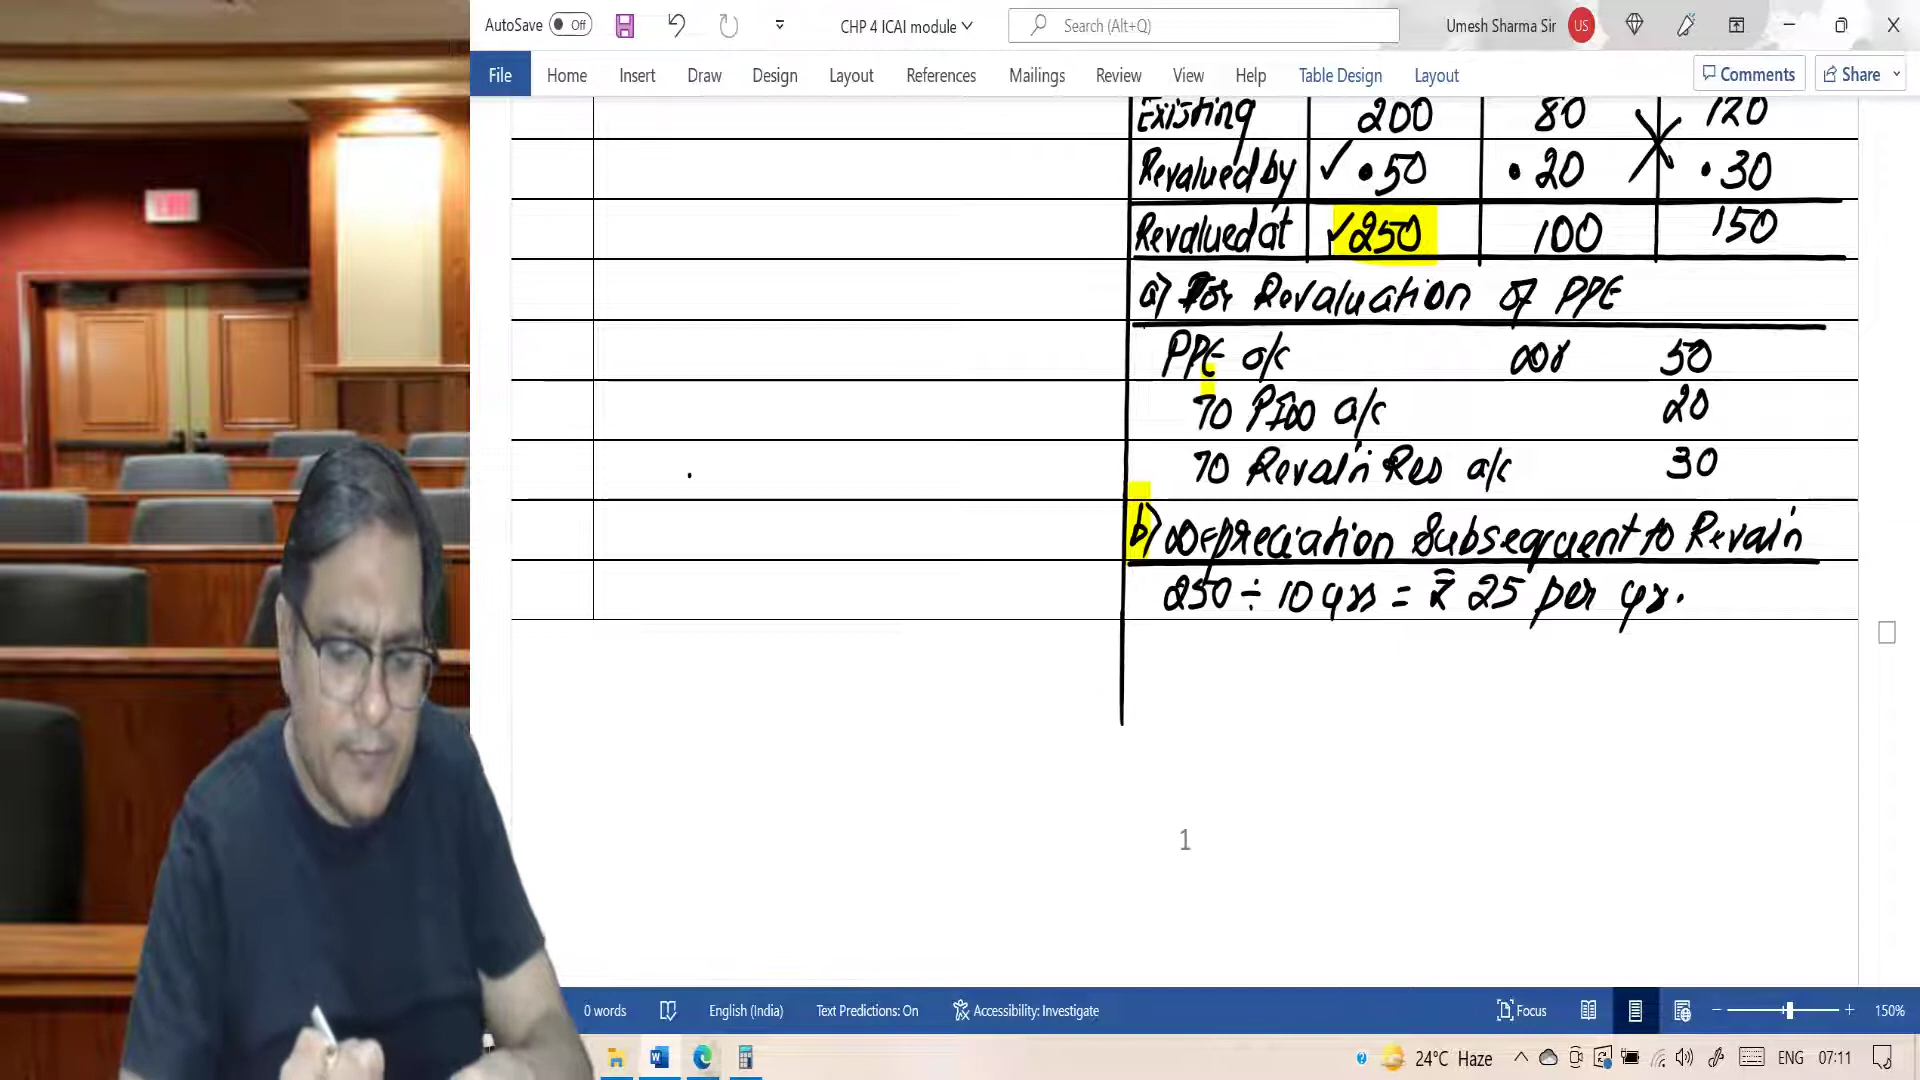 AutoSave Off CHP 4 ICAI module Search (Alt+Q) Umesh Sharma Sir US
File Home Insert Draw Design Layout References Mailings Review View Help Table Design Layout Comments Share
Existing 200 80 120
Revalued by ✓ •50 •20 •30
Revalued at ✓250 100 150
a) For Revaluation of PPE
PPE a/c 50
To a/c 20
To Reval'n Res a/c 30
b) Depreciation Subsequent to Reval'n
250 ÷ 10 yrs = ₹ 25 per yr.
1
0 words English (India) Text Predictions: On Accessibility: Investigate Focus 150%
24°C Haze ENG 07:11